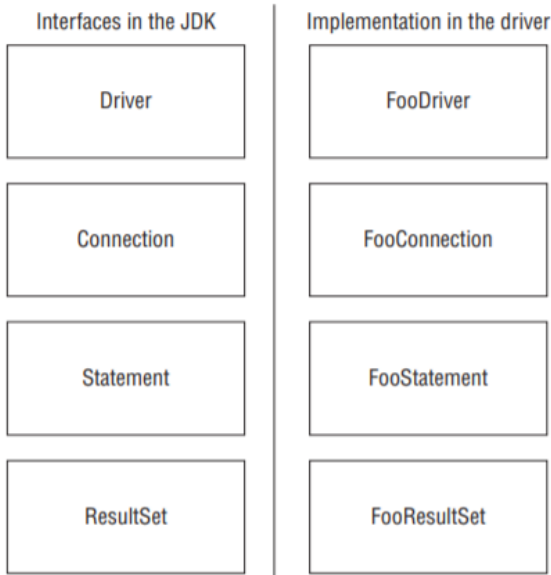 Interfaces in the JDK
Implementation in the driver
Driver
FooDriver
Connection
FooConnection
Statement
FooStatement
ResultSet
FooResultSet